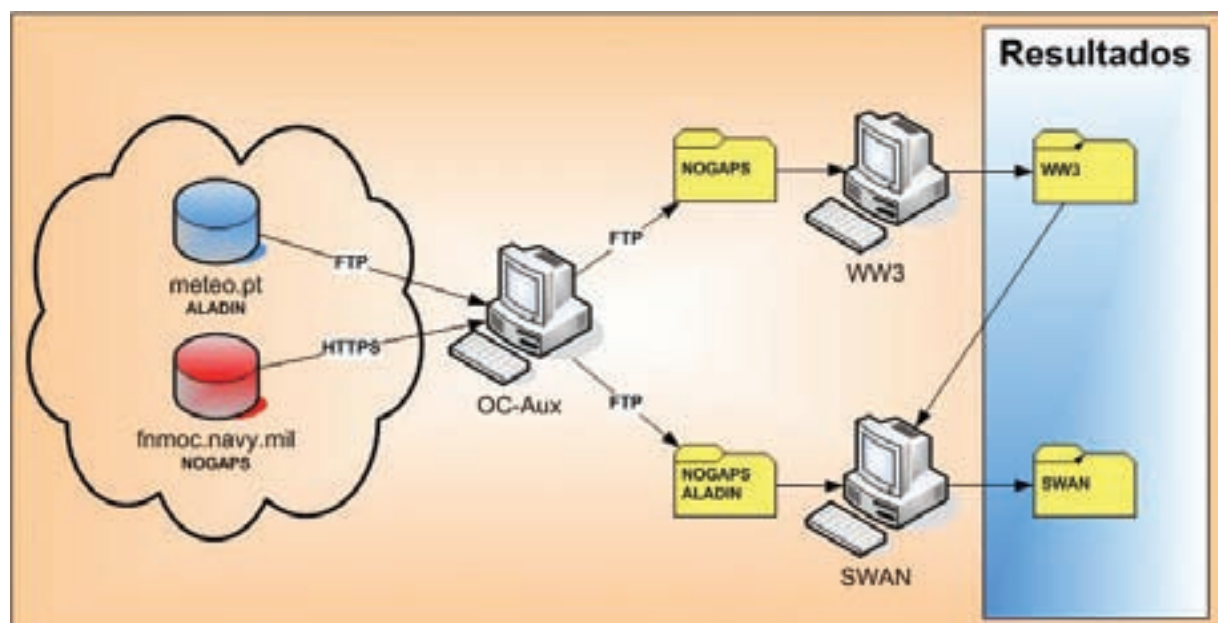 Resultados
meteo.pt
ALADIN
fnmoc.navy.mil
NOGAPS
FTP
HTTPS
OC-Aux
FTP
FTP
NOGAPS
WW3
WW3
NOGAPS
ALADIN
SWAN
SWAN